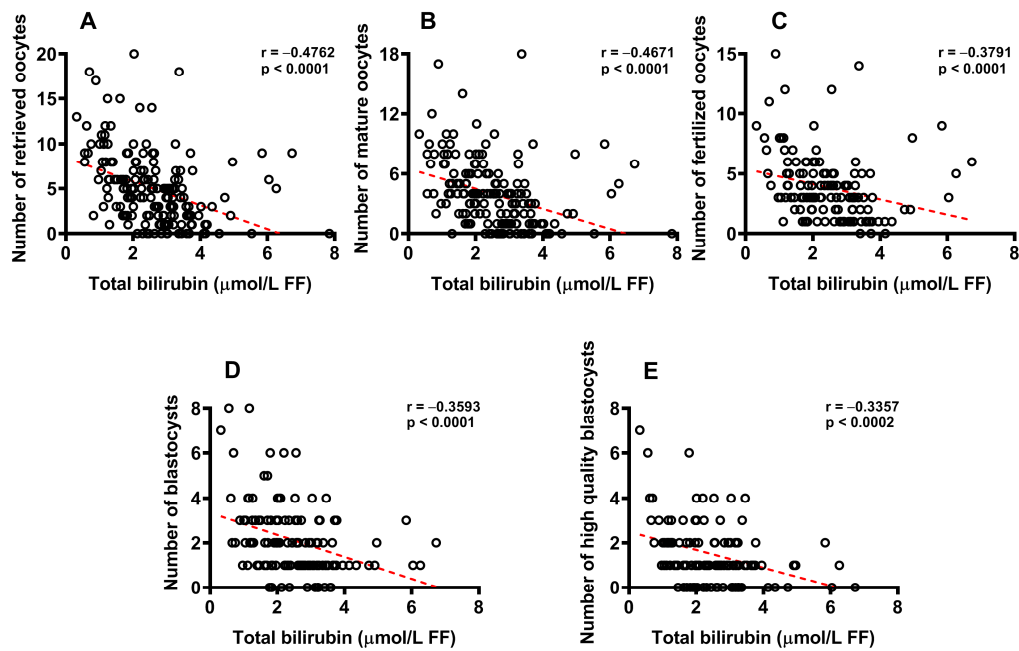 A
Number of retrieved oocytes
20
15
10
5
0
0 2 4 6 8
Total bilirubin (μmol/L FF)
r = −0.4762
p < 0.0001
B
Number of mature oocytes
18
12
6
0
0 2 4 6 8
Total bilirubin (μmol/L FF)
r = −0.4671
p < 0.0001
C
Number of fertilized oocytes
15
10
5
0
0 2 4 6 8
Total bilirubin (μmol/L FF)
r = −0.3791
p < 0.0001
D
Number of blastocysts
8
6
4
2
0
0 2 4 6 8
Total bilirubin (μmol/L FF)
r = −0.3593
p < 0.0001
E
Number of high quality blastocysts
8
6
4
2
0
0 2 4 6 8
Total bilirubin (μmol/L FF)
r = −0.3357
p < 0.0002